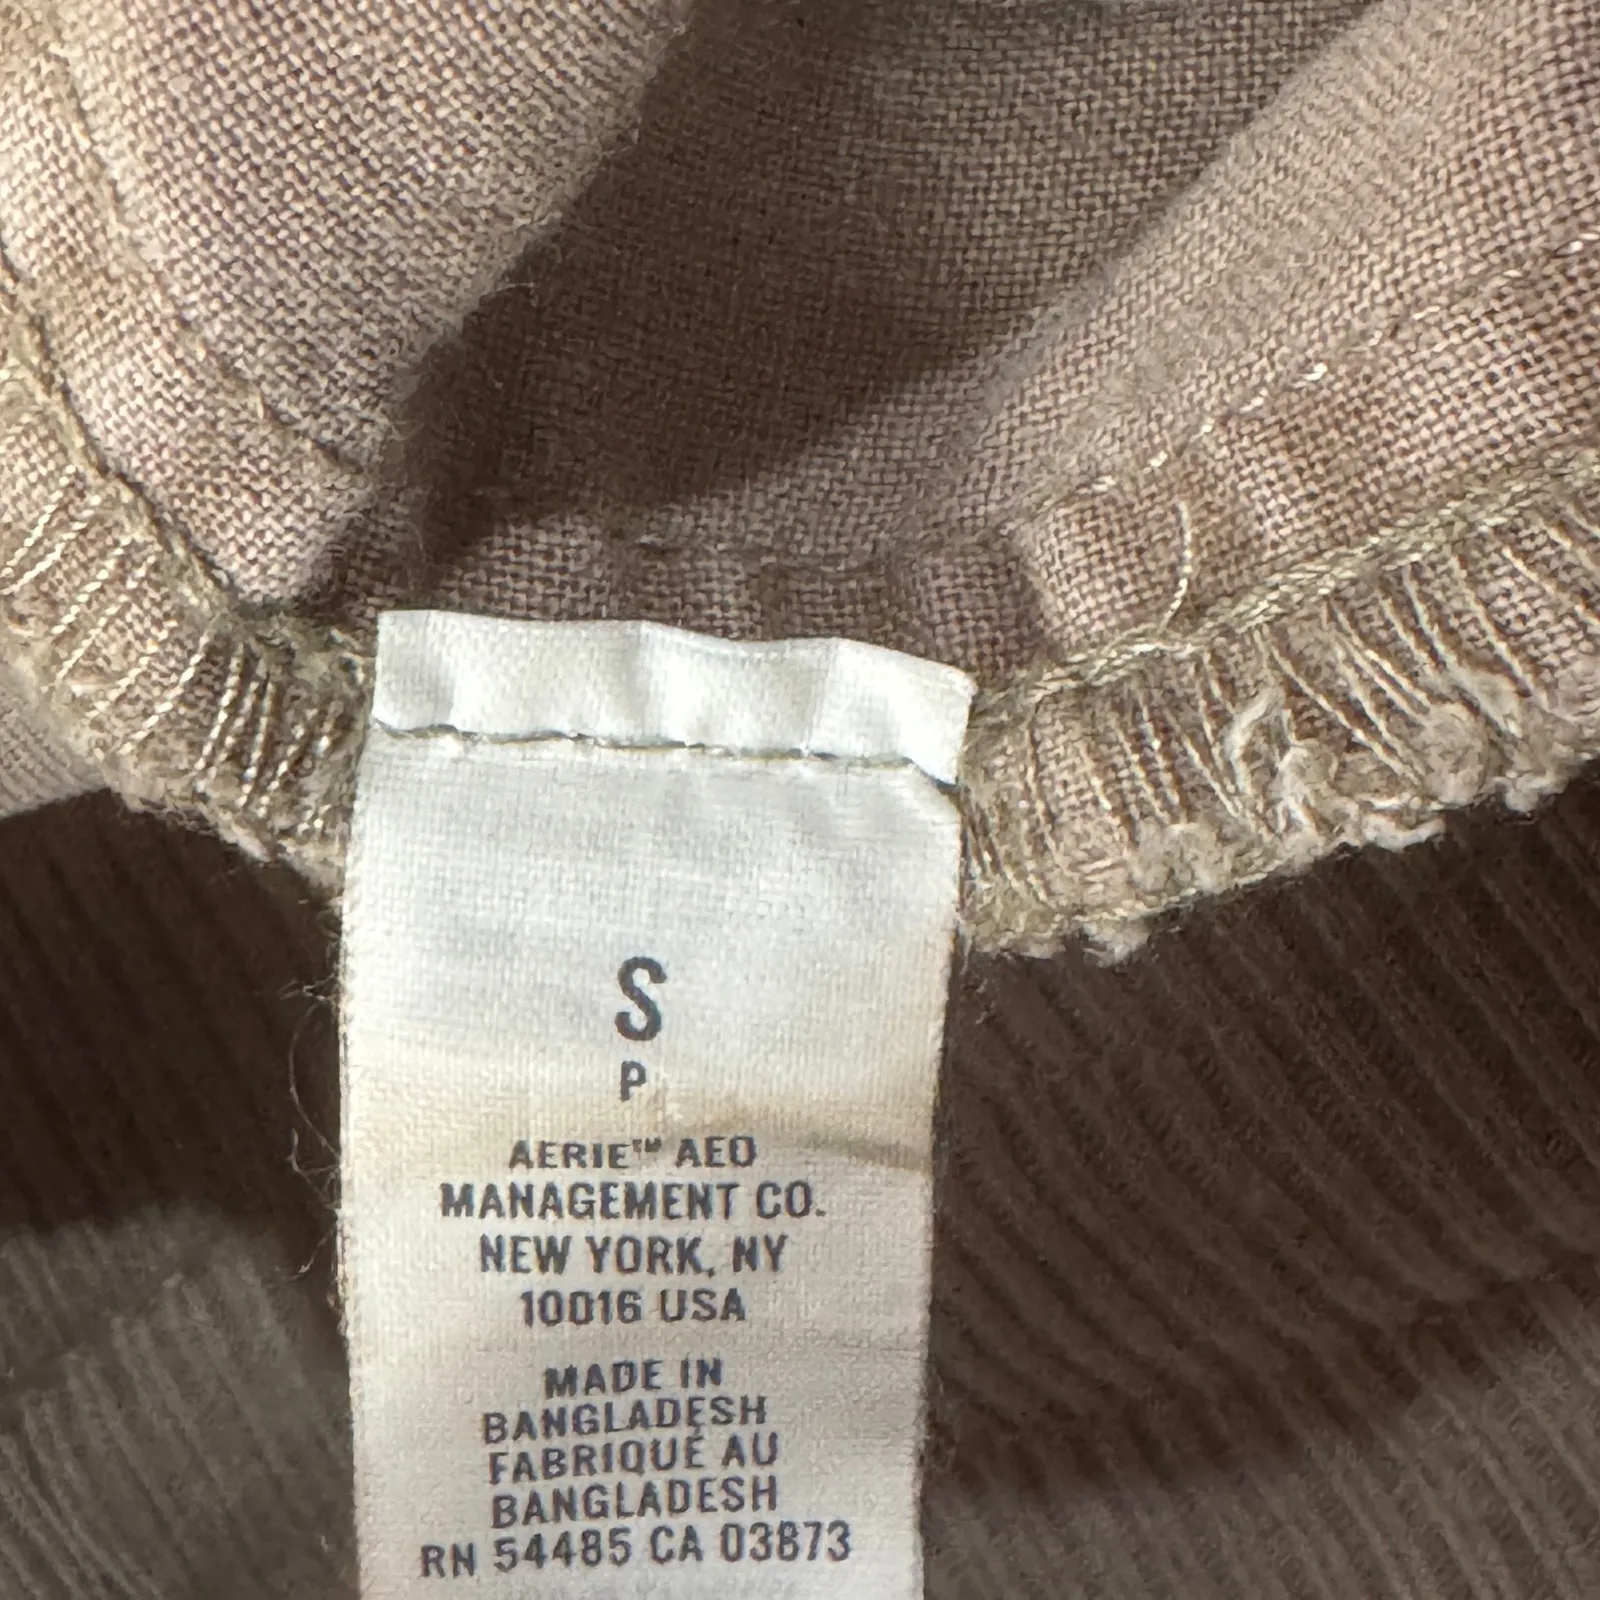 S
P
AERIE™ AEO
MANAGEMENT CO.
NEW YORK, NY
10016 USA
MADE IN
BANGLADESH
FABRIQUÉ AU
BANGLADESH
RN 54485 CA 03873